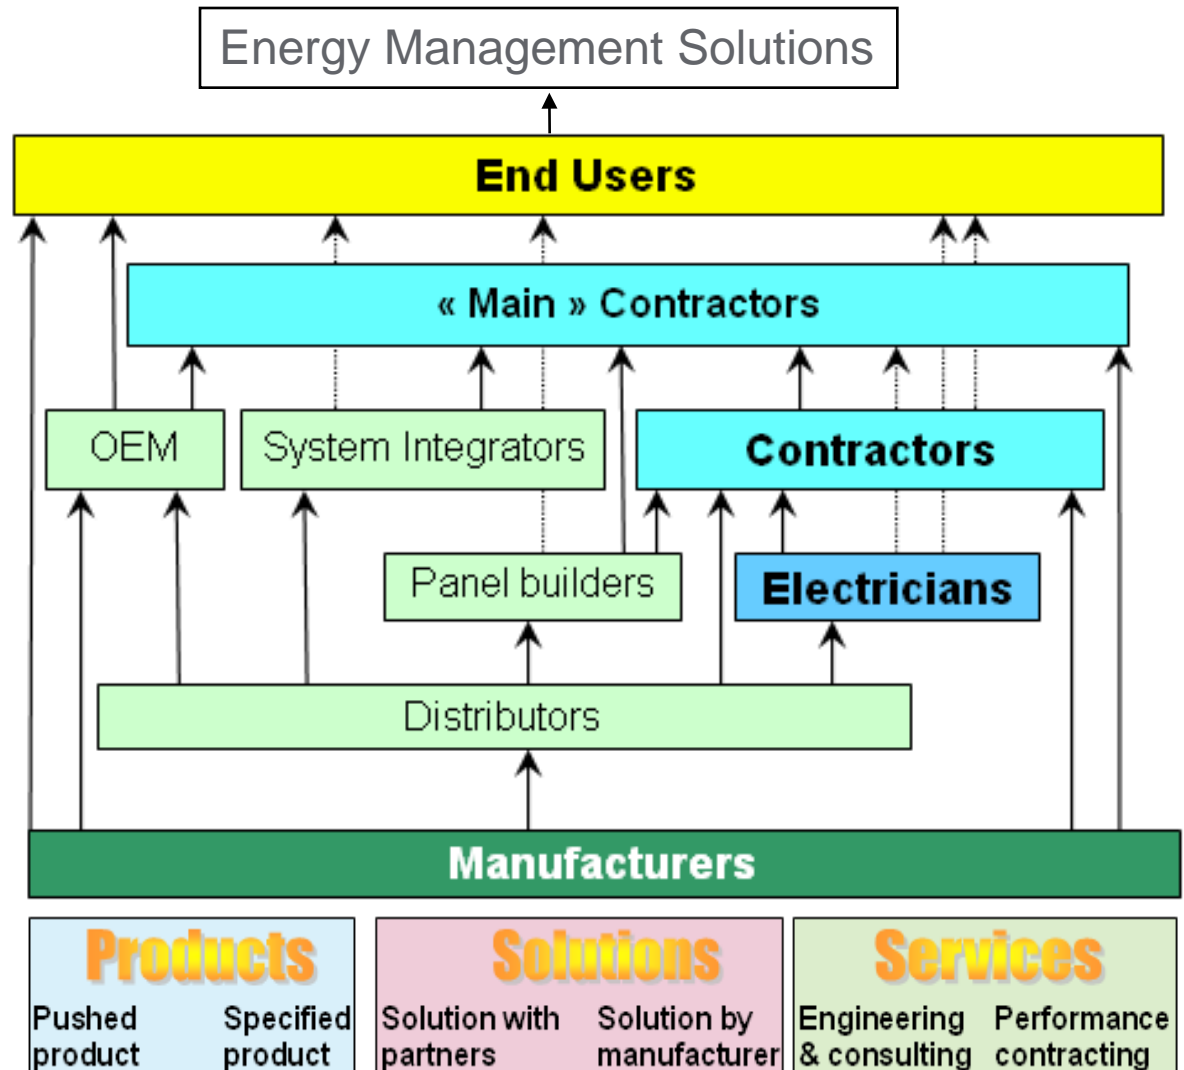 Energy Management Solutions
End Users
« Main » Contractors
OEM
System Integrators
Contractors
Panel builders
Electricians
Distributors
Manufacturers
Products
Solutions
Services
Pushed
product
Specified
product
Solution with
partners
Solution by
manufacturer
Engineering
& consulting
Performance
contracting